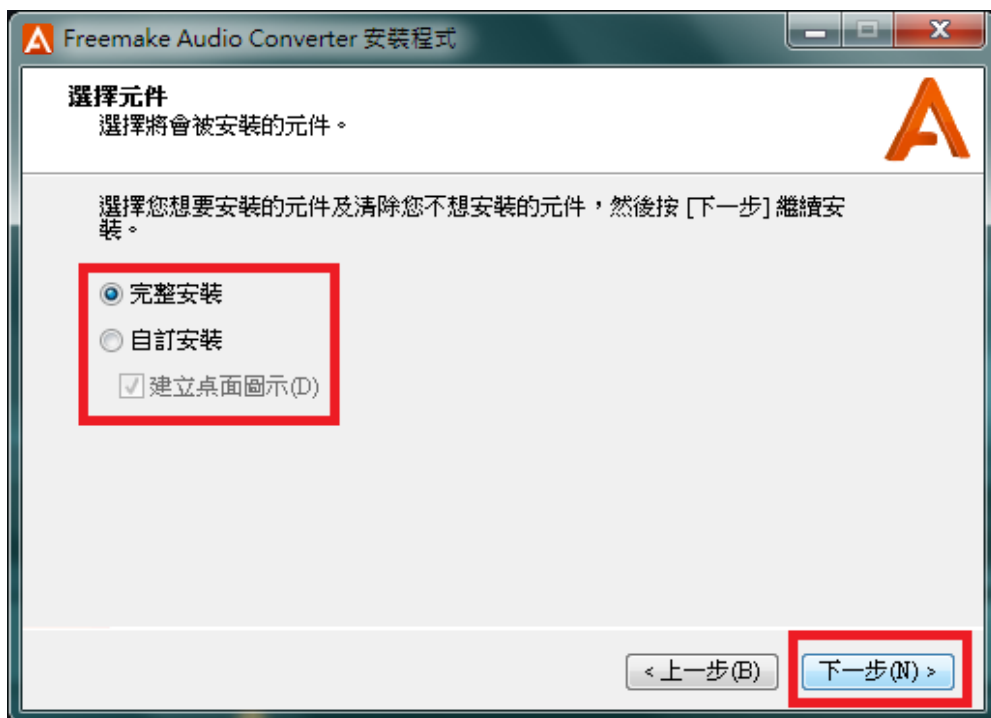 Freemake Audio Converter 安裝程式
選擇元件
選擇將會被安裝的元件。
選擇您想要安裝的元件及清除您不想安裝的元件，然後按 [下一步] 繼續安
裝。
完整安裝
自訂安裝
建立桌面圖示(D)
< 上一步(B)
下一步(N) >